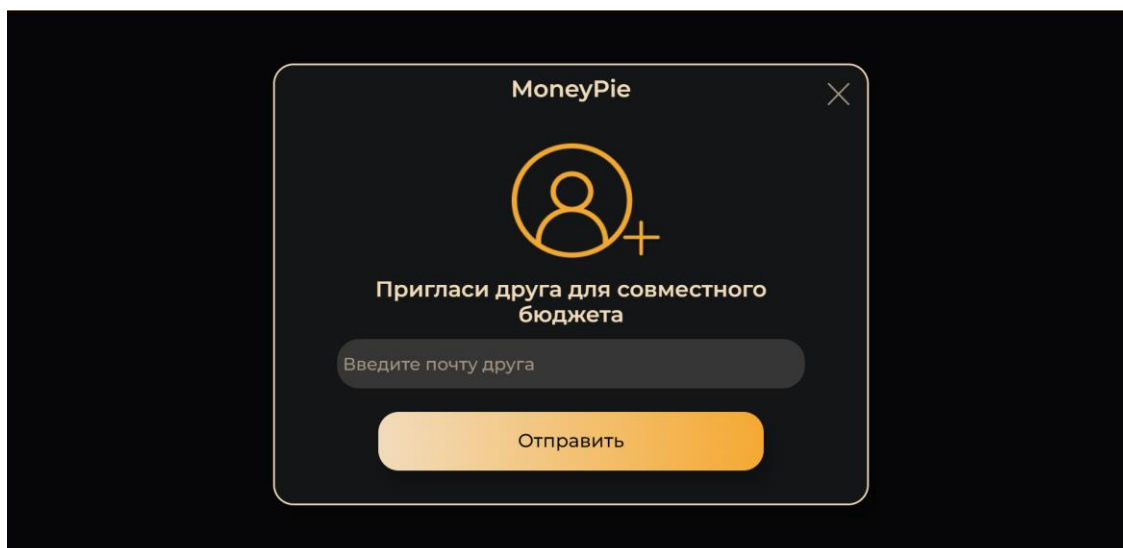 MoneyPie
Пригласи друга для совместного
бюджета
Введите почту друга
Отправить